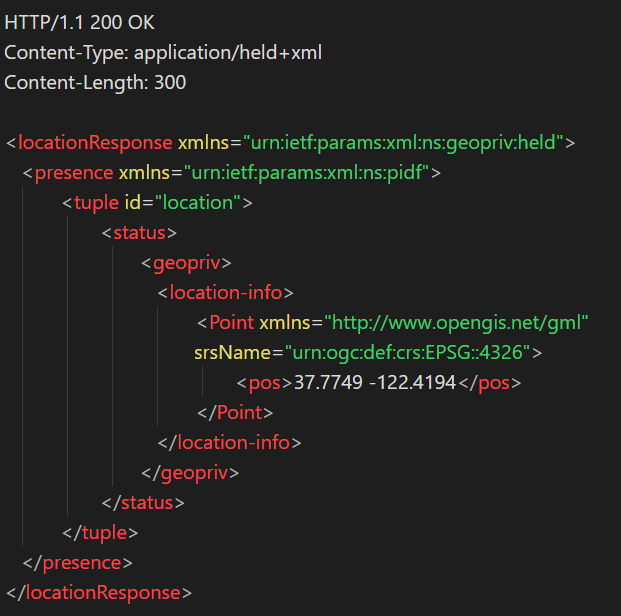 HTTP/1.1 200 OK
Content-Type: application/held+xml
Content-Length: 300

<locationResponse xmlns="urn:ietf:params:xml:ns:geopriv:held">
<presence xmlns="urn:ietf:params:xml:ns:pidf">
<tuple id="location">
<status>
<geopriv>
<location-info>
<Point xmlns="http://www.opengis.net/gml"
srsName="urn:ogc:def:crs:EPSG::4326">
<pos>37.7749 -122.4194</pos>
</Point>
</location-info>
</geopriv>
</status>
</tuple>
</presence>
</locationResponse>